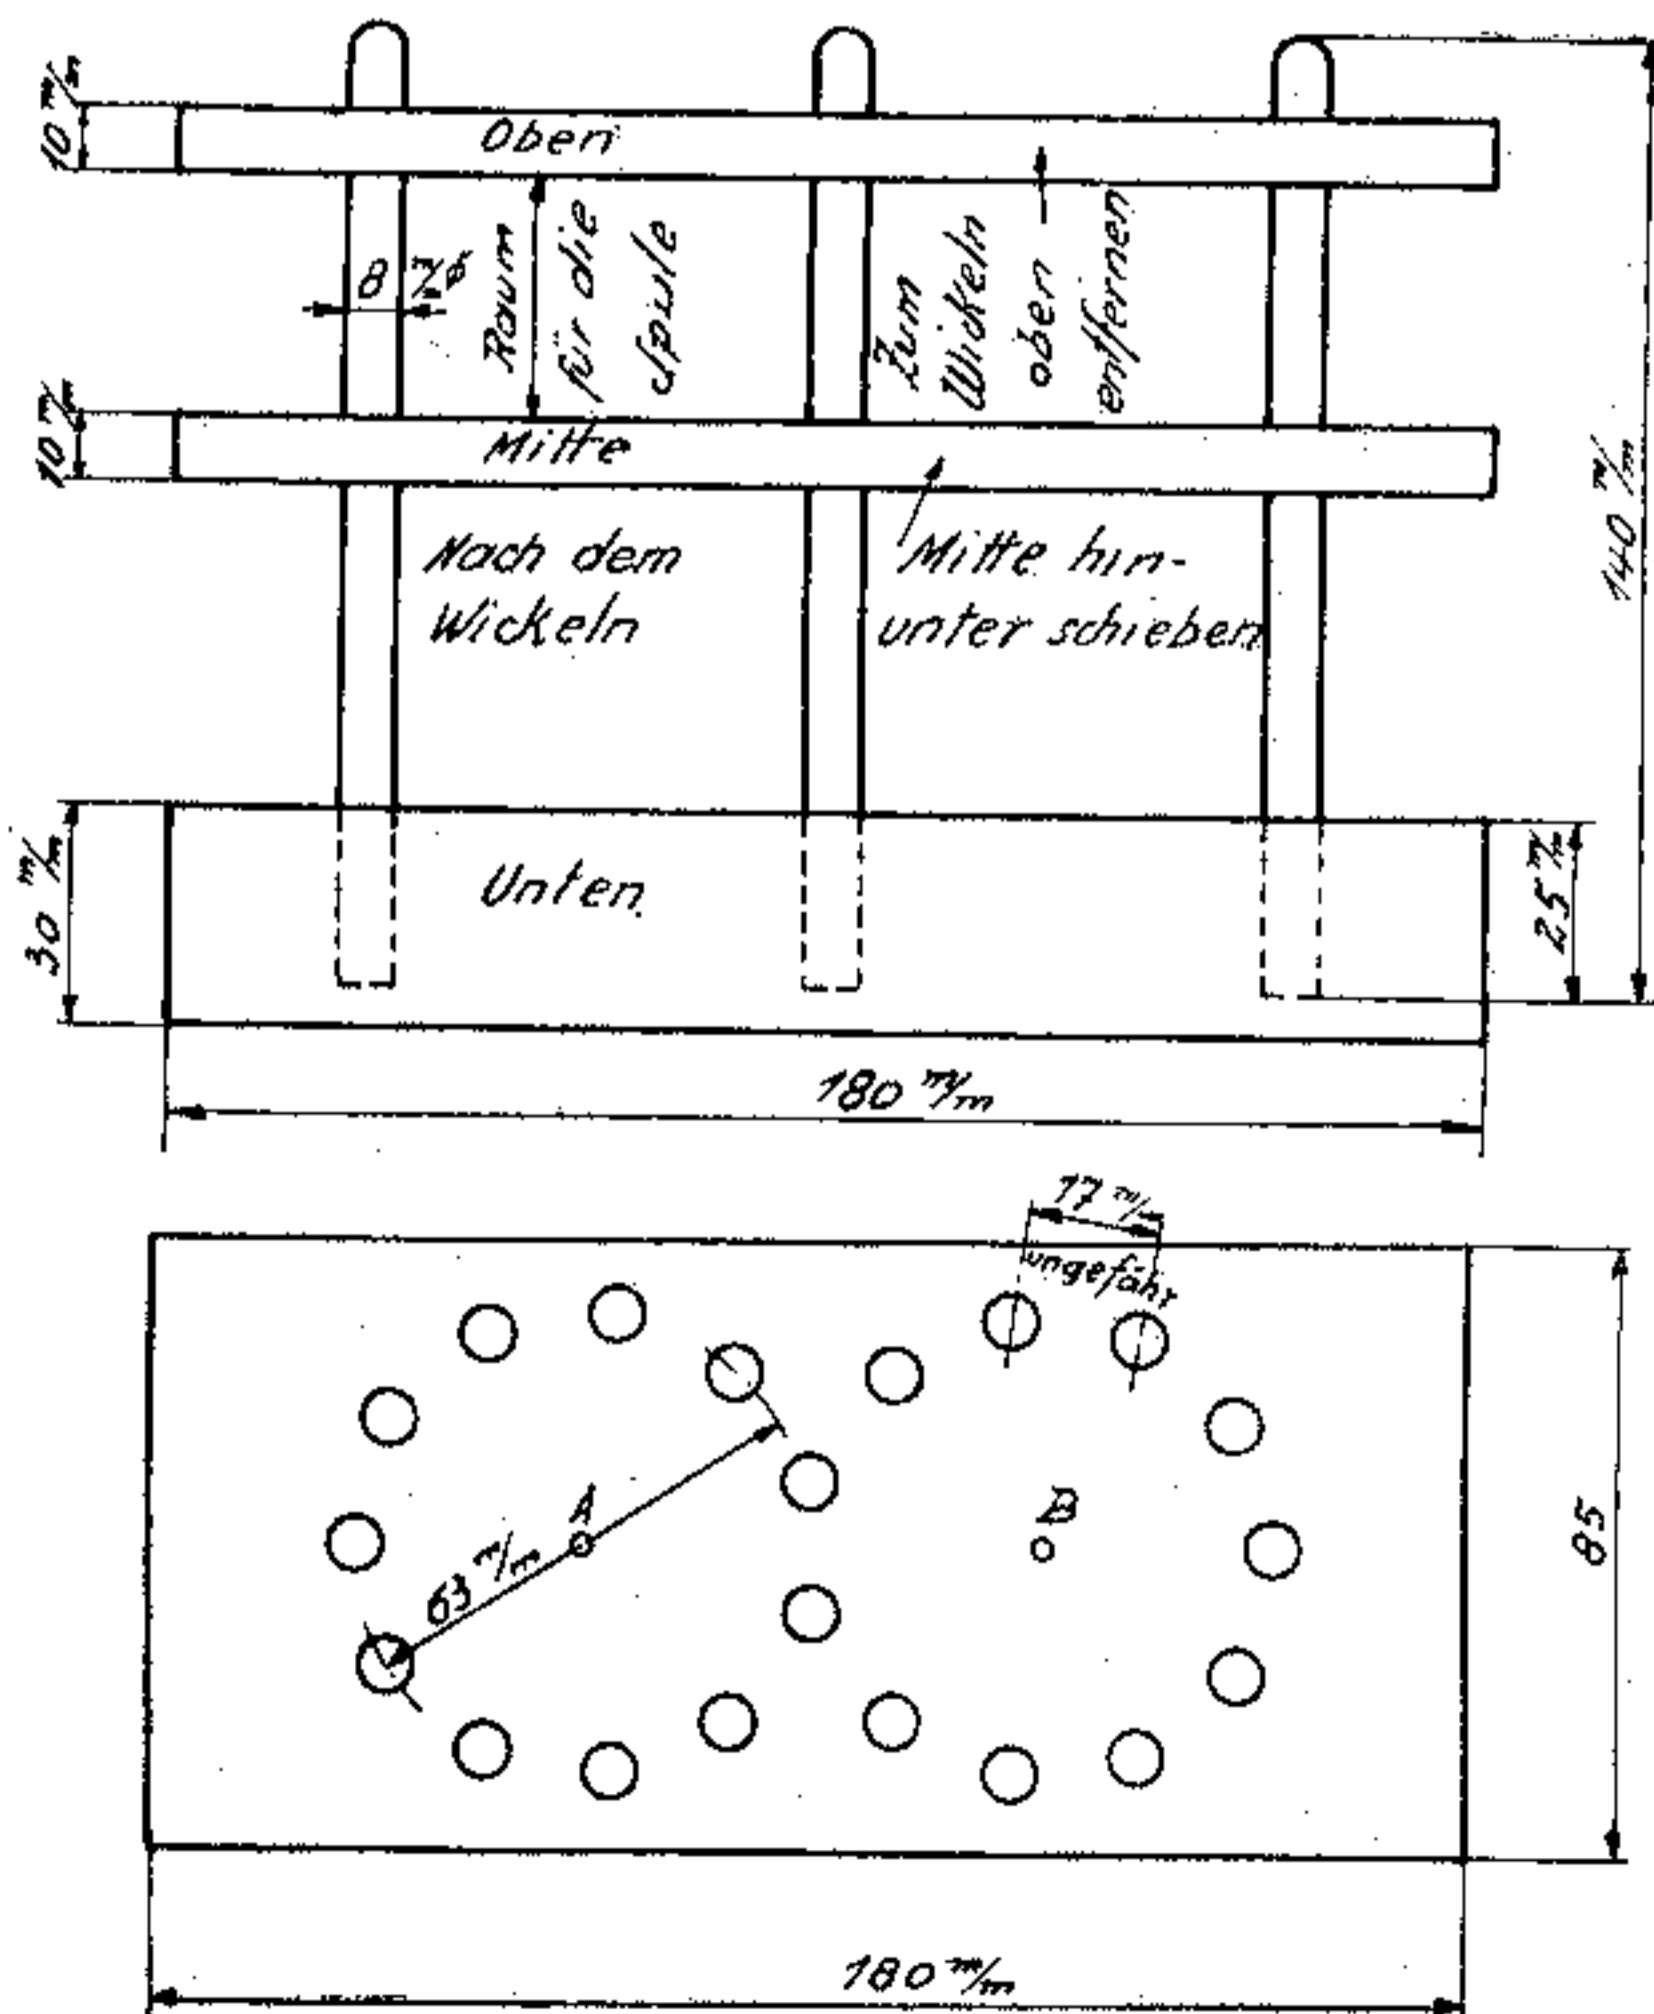 10 m/m
Oben
8 m/m
Raum
für die
Spule
Zum
Wickeln
oben
entfernen
10 m/m
Mitte
Nach dem
Wickeln
Mitte hin-
unter schieben
140 m/m
30 m/m
Unten
25 m/m
180 m/m
17 m/m
ungefähr
A
B
63 m/m
85
180 m/m